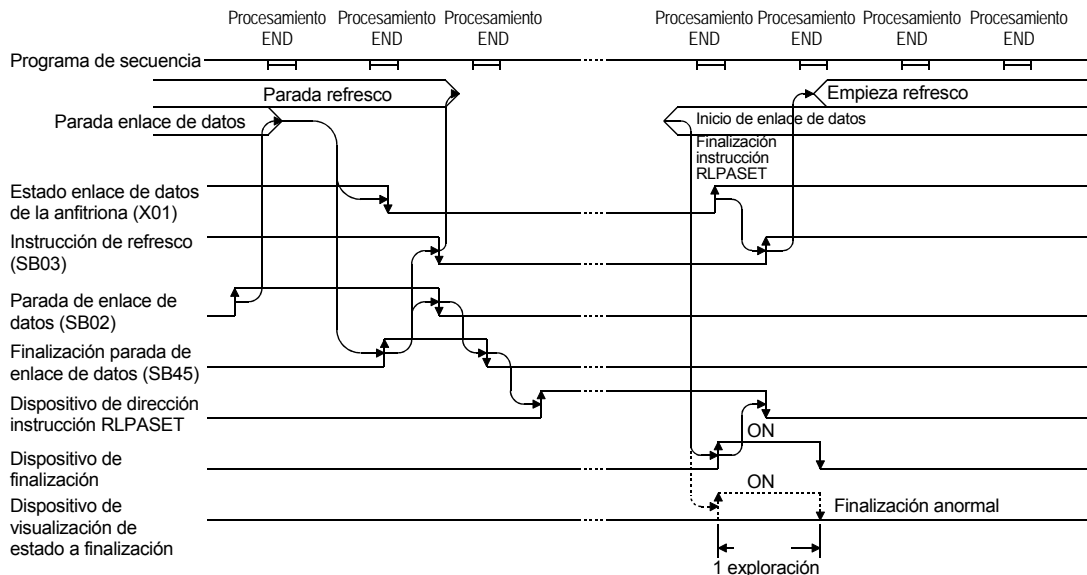 Procesamiento END
Procesamiento END
Procesamiento END
Procesamiento END
Procesamiento END
Procesamiento END
Procesamiento END
Programa de secuencia
Parada refresco
Empieza refresco
Parada enlace de datos
Inicio de enlace de datos
Finalización
instrucción
RLPASET
Estado enlace de datos
de la anfitriona (X01)
Instrucción de refresco
(SB03)
Parada de enlace de
datos (SB02)
Finalización parada de
enlace de datos (SB45)
Dispositivo de dirección
instrucción RLPASET
ON
Dispositivo de
finalización
ON
Dispositivo de
visualización de
estado a finalización
Finalización anormal
1 exploración